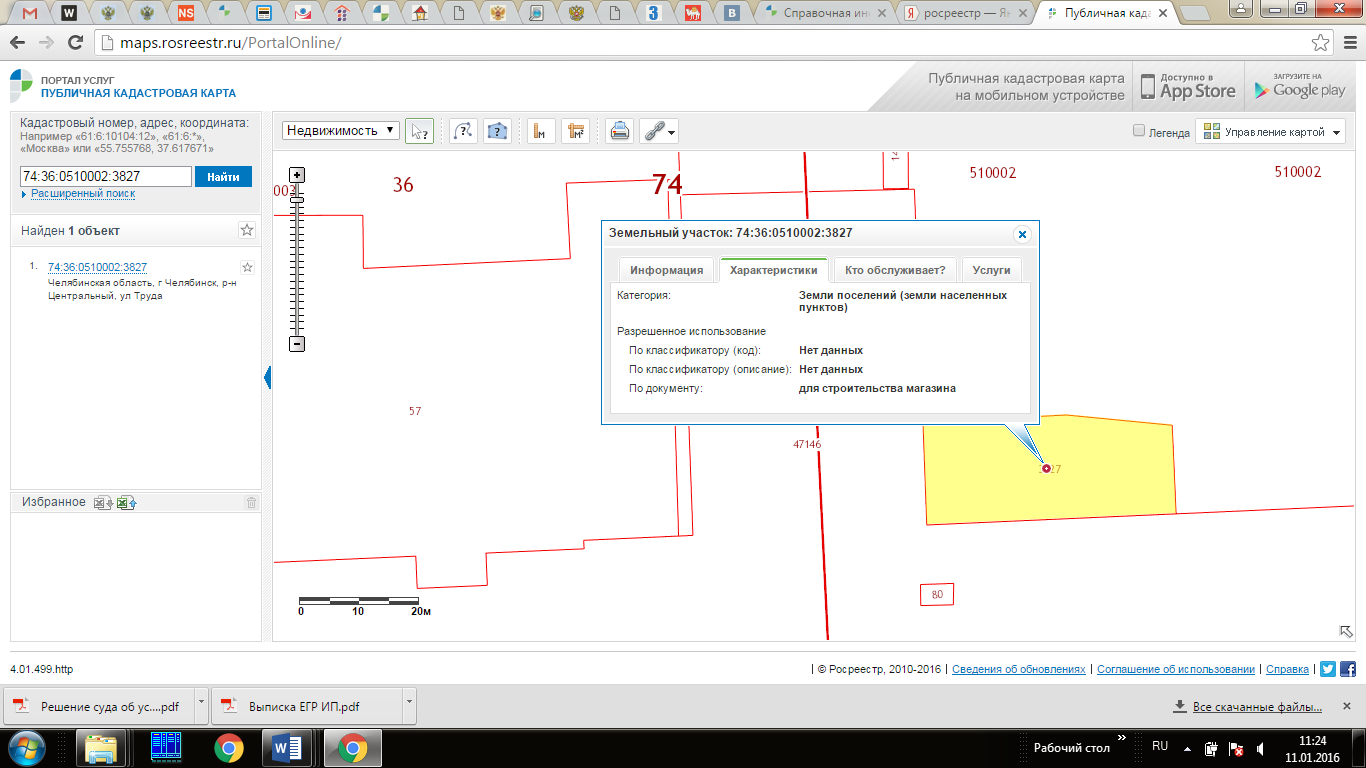 Справочная ин
росреестр — Ян
Публичная када
maps.rosreestr.ru/PortalOnline/
ПОРТАЛ УСЛУГ
ПУБЛИЧНАЯ КАДАСТРОВАЯ КАРТА
Публичная кадастровая карта
на мобильном устройстве
Доступно в
App Store
ЗАГРУЗИТЕ НА
Google play
Кадастровый номер, адрес, координата:
Например «61:6:10104:12», «61:6:*»,
«Москва» или «55.755768, 37.617671»
74:36:0510002:3827
Найти
Расширенный поиск
Недвижимость
Легенда
Управление картой
Найден 1 объект
1. 74:36:0510002:3827
Челябинская область, г Челябинск, р-н
Центральный, ул Труда
Избранное
36
74
510002
510002
Земельный участок: 74:36:0510002:3827
Информация
Характеристики
Кто обслуживает?
Услуги
Категория: Земли поселений (земли населенных
пунктов)
Разрешенное использование
По классификатору (код): Нет данных
По классификатору (описание): Нет данных
По документу: для строительства магазина
57
47146
80
0 10 20м
4.01.499.http
© Росреестр, 2010-2016
Сведения об обновлениях
Соглашение об использовании
Справка
Решение суда об ус....pdf
Выписка ЕГР ИП.pdf
Все скачанные файлы...
Рабочий стол
RU
11:24
11.01.2016